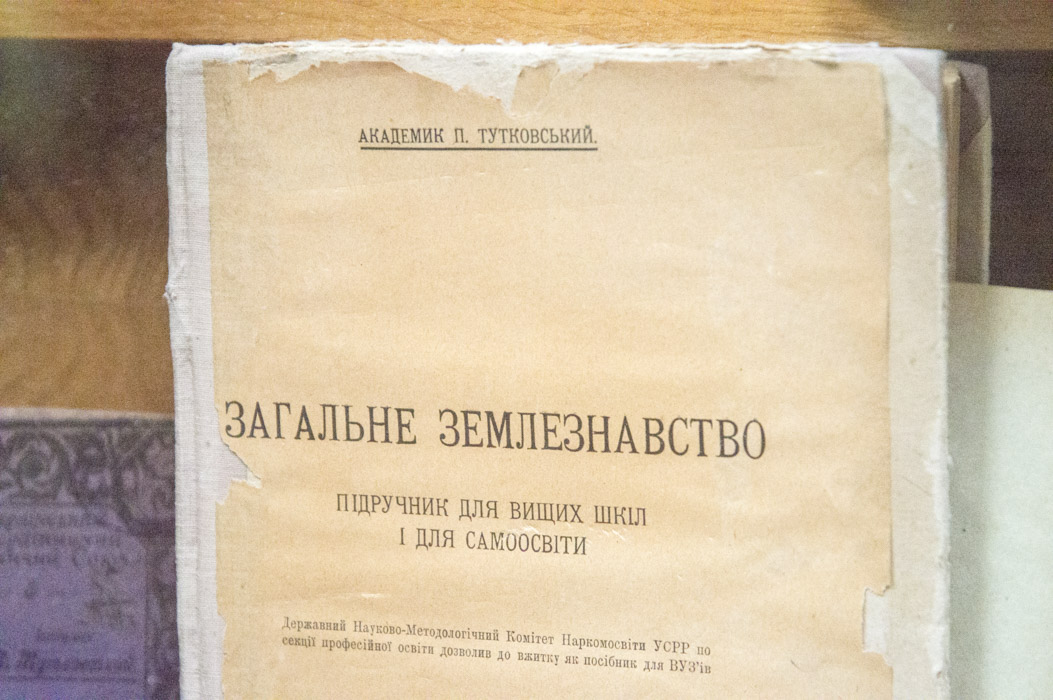 АКАДЕМИК П. ТУТКОВСЬКИЙ.
ЗАГАЛЬНЕ ЗЕМЛЕЗНАВСТВО
ПІДРУЧНИК ДЛЯ ВИЩИХ ШКІЛ
І ДЛЯ САМООСВІТИ
Державний Науково-Методологічний Комітет Наркомосвіти УСРР по
секції професійної освіти дозволив до вжитку як посібник для ВУЗ'ів